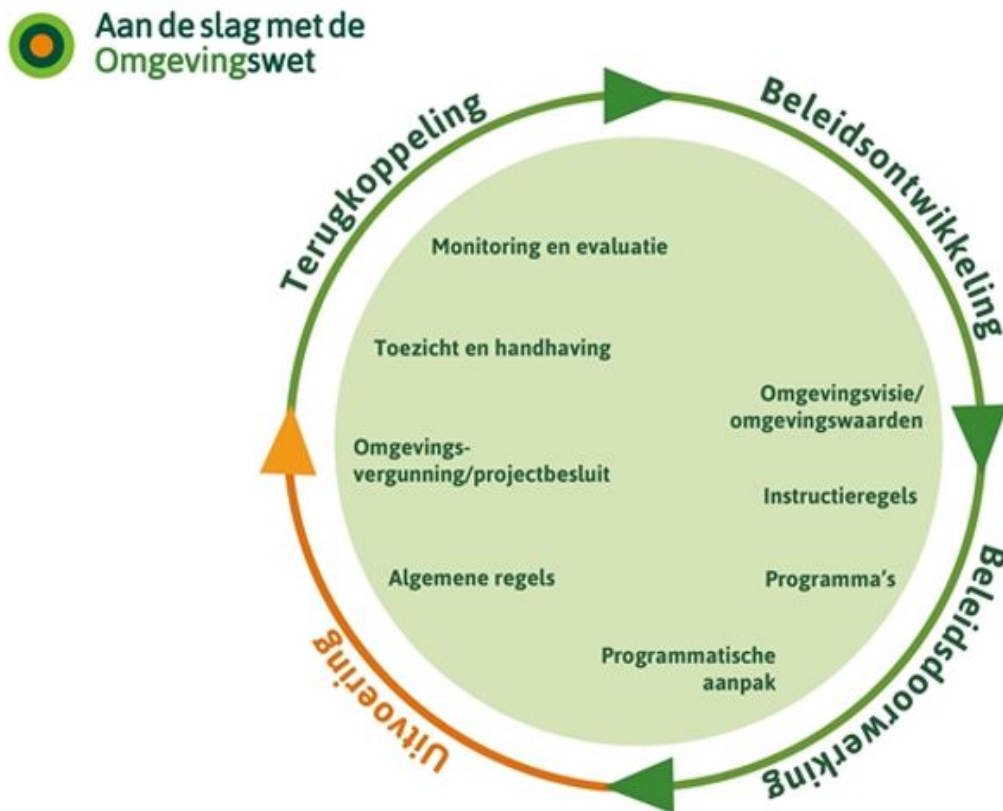 Aan de slag met de
Omgevingswet
Terugkoppeling
Beleidsontwikkeling
Monitoring en evaluatie
Toezicht en handhaving
Omgevingsvisie/
omgevingswaarden
Omgevings-
vergunning/projectbesluit
Instructieregels
Algemene regels
Programma's
Programmatische
aanpak
Uitvoering
Beleidsdoorwerking